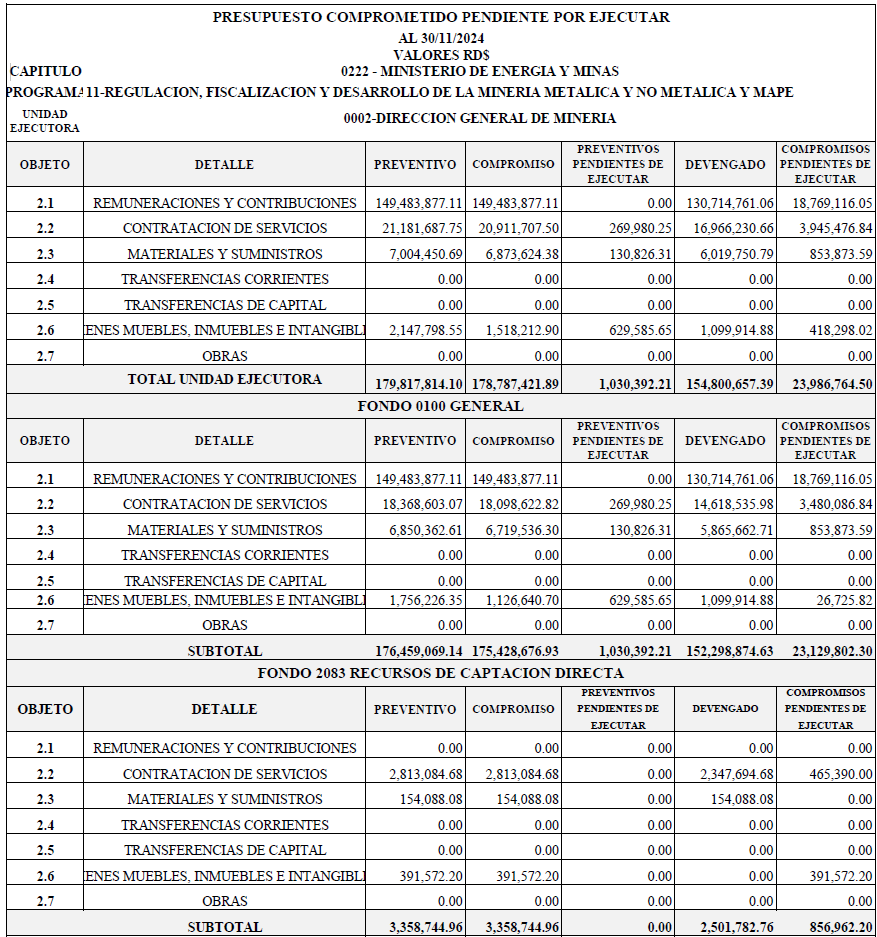 PRESUPUESTO COMPROMETIDO PENDIENTE POR EJECUTAR
AL 30/11/2024
VALORES RD$
CAPITULO 0222 - MINISTERIO DE ENERGIA Y MINAS
PROGRAMA 11-REGULACION, FISCALIZACION Y DESARROLLO DE LA MINERIA METALICA Y NO METALICA Y MAPE
UNIDAD EJECUTORA 0002-DIRECCION GENERAL DE MINERIA
OBJETO DETALLE PREVENTIVO COMPROMISO PREVENTIVOS PENDIENTES DE EJECUTAR DEVENGADO COMPROMISOS PENDIENTES DE EJECUTAR
2.1 REMUNERACIONES Y CONTRIBUCIONES 149,483,877.11 149,483,877.11 0.00 130,714,761.06 18,769,116.05
2.2 CONTRATACION DE SERVICIOS 21,181,687.75 20,911,707.50 269,980.25 16,966,230.66 3,945,476.84
2.3 MATERIALES Y SUMINISTROS 7,004,450.69 6,873,624.38 130,826.31 6,019,750.79 853,873.59
2.4 TRANSFERENCIAS CORRIENTES 0.00 0.00 0.00 0.00 0.00
2.5 TRANSFERENCIAS DE CAPITAL 0.00 0.00 0.00 0.00 0.00
2.6 ENES MUEBLES, INMUEBLES E INTANGIBL 2,147,798.55 1,518,212.90 629,585.65 1,099,914.88 418,298.02
2.7 OBRAS 0.00 0.00 0.00 0.00 0.00
TOTAL UNIDAD EJECUTORA 179,817,814.10 178,787,421.89 1,030,392.21 154,800,657.39 23,986,764.50
FONDO 0100 GENERAL
OBJETO DETALLE PREVENTIVO COMPROMISO PREVENTIVOS PENDIENTES DE EJECUTAR DEVENGADO COMPROMISOS PENDIENTES DE EJECUTAR
2.1 REMUNERACIONES Y CONTRIBUCIONES 149,483,877.11 149,483,877.11 0.00 130,714,761.06 18,769,116.05
2.2 CONTRATACION DE SERVICIOS 18,368,603.07 18,098,622.82 269,980.25 14,618,535.98 3,480,086.84
2.3 MATERIALES Y SUMINISTROS 6,850,362.61 6,719,536.30 130,826.31 5,865,662.71 853,873.59
2.4 TRANSFERENCIAS CORRIENTES 0.00 0.00 0.00 0.00 0.00
2.5 TRANSFERENCIAS DE CAPITAL 0.00 0.00 0.00 0.00 0.00
2.6 ENES MUEBLES, INMUEBLES E INTANGIBL 1,756,226.35 1,126,640.70 629,585.65 1,099,914.88 26,725.82
2.7 OBRAS 0.00 0.00 0.00 0.00 0.00
SUBTOTAL 176,459,069.14 175,428,676.93 1,030,392.21 152,298,874.63 23,129,802.30
FONDO 2083 RECURSOS DE CAPTACION DIRECTA
OBJETO DETALLE PREVENTIVO COMPROMISO PREVENTIVOS PENDIENTES DE EJECUTAR DEVENGADO COMPROMISOS PENDIENTES DE EJECUTAR
2.1 REMUNERACIONES Y CONTRIBUCIONES 0.00 0.00 0.00 0.00 0.00
2.2 CONTRATACION DE SERVICIOS 2,813,084.68 2,813,084.68 0.00 2,347,694.68 465,390.00
2.3 MATERIALES Y SUMINISTROS 154,088.08 154,088.08 0.00 154,088.08 0.00
2.4 TRANSFERENCIAS CORRIENTES 0.00 0.00 0.00 0.00 0.00
2.5 TRANSFERENCIAS DE CAPITAL 0.00 0.00 0.00 0.00 0.00
2.6 ENES MUEBLES, INMUEBLES E INTANGIBL 391,572.20 391,572.20 0.00 0.00 391,572.20
2.7 OBRAS 0.00 0.00 0.00 0.00 0.00
SUBTOTAL 3,358,744.96 3,358,744.96 0.00 2,501,782.76 856,962.20